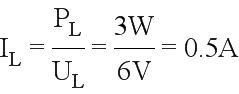 I_L = P_L / U_L = 3W / 6V = 0.5A